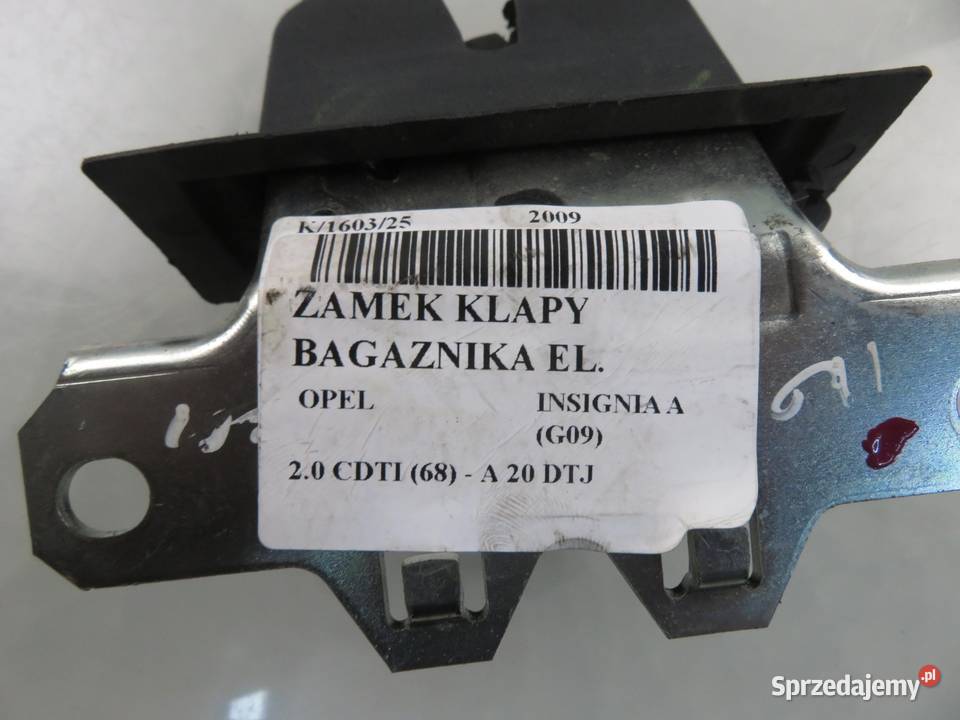 K/1603/25 2009
ZAMEK KLAPY
BAGAZNIKA EL.
OPEL INSIGNIA A
(G09)
2.0 CDTI (68) - A 20 DTJ
Sprzedajemy.pl